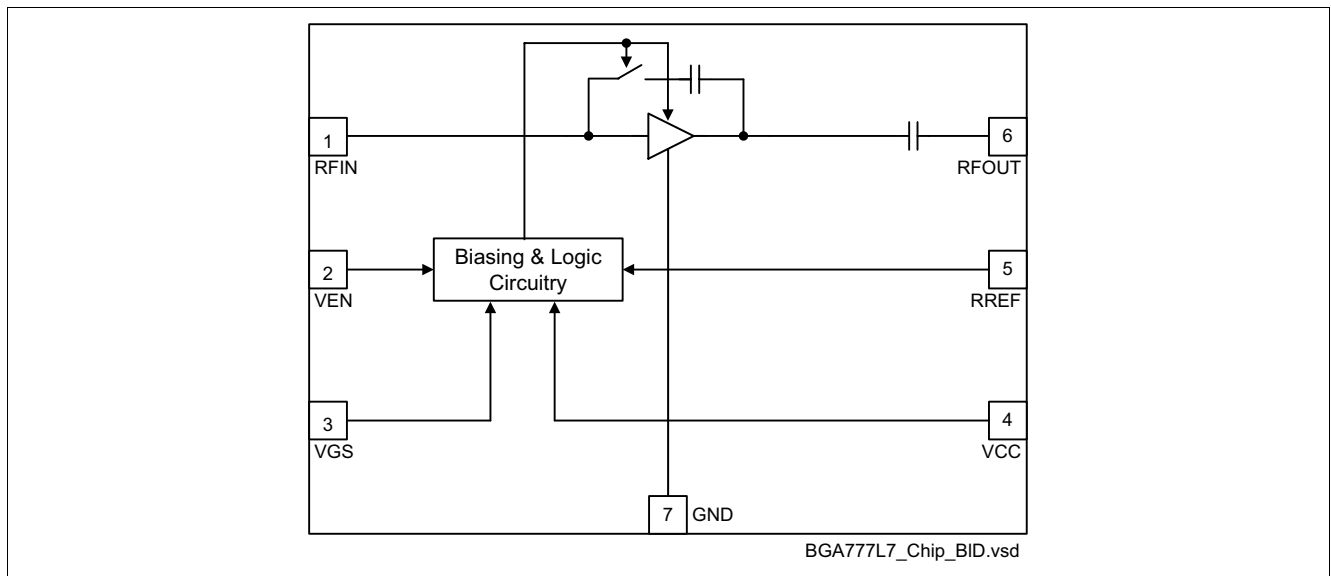 1
RFIN
6
RFOUT
Biasing & Logic
Circuitry
2
VEN
5
RREF
3
VGS
4
VCC
7
GND
BGA777L7_Chip_BID.vsd